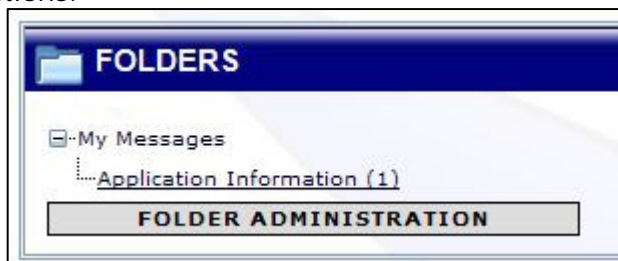 FOLDERS
My Messages
Application Information (1)
FOLDER ADMINISTRATION